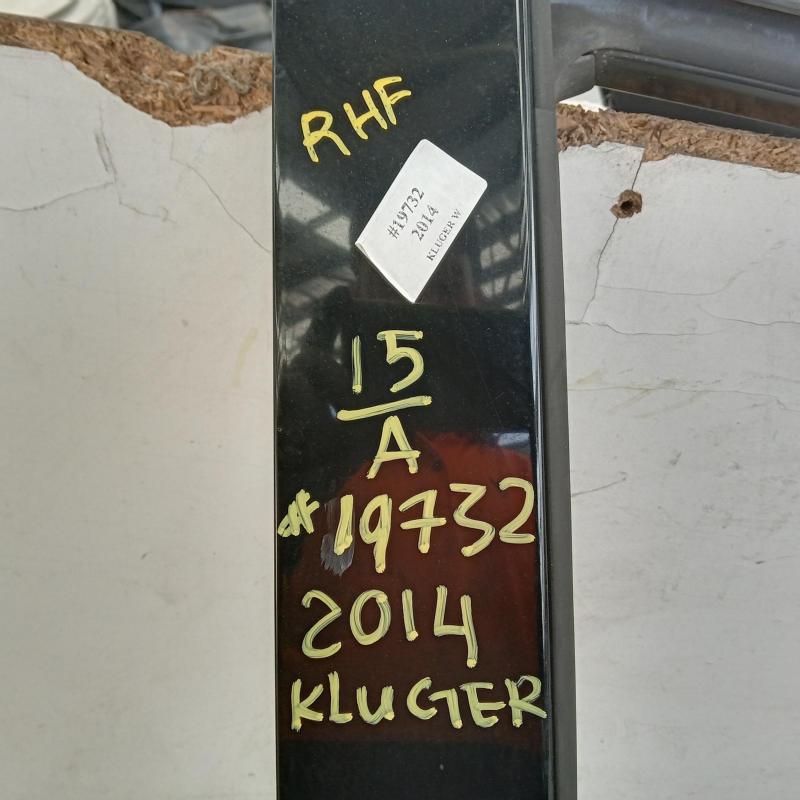 RHF
#19732
2014
KLUGER W
15
A
#19732
2014
KLUGER